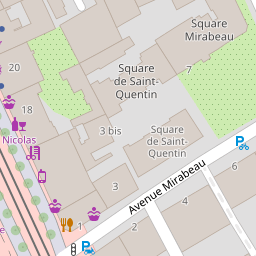 Square
Mirabeau
20
Square
de Saint-
Quentin
7
18
Nicolas
3 bis
Square
de Saint-
Quentin
Avenue Mirabeau
6
3
4
1
2